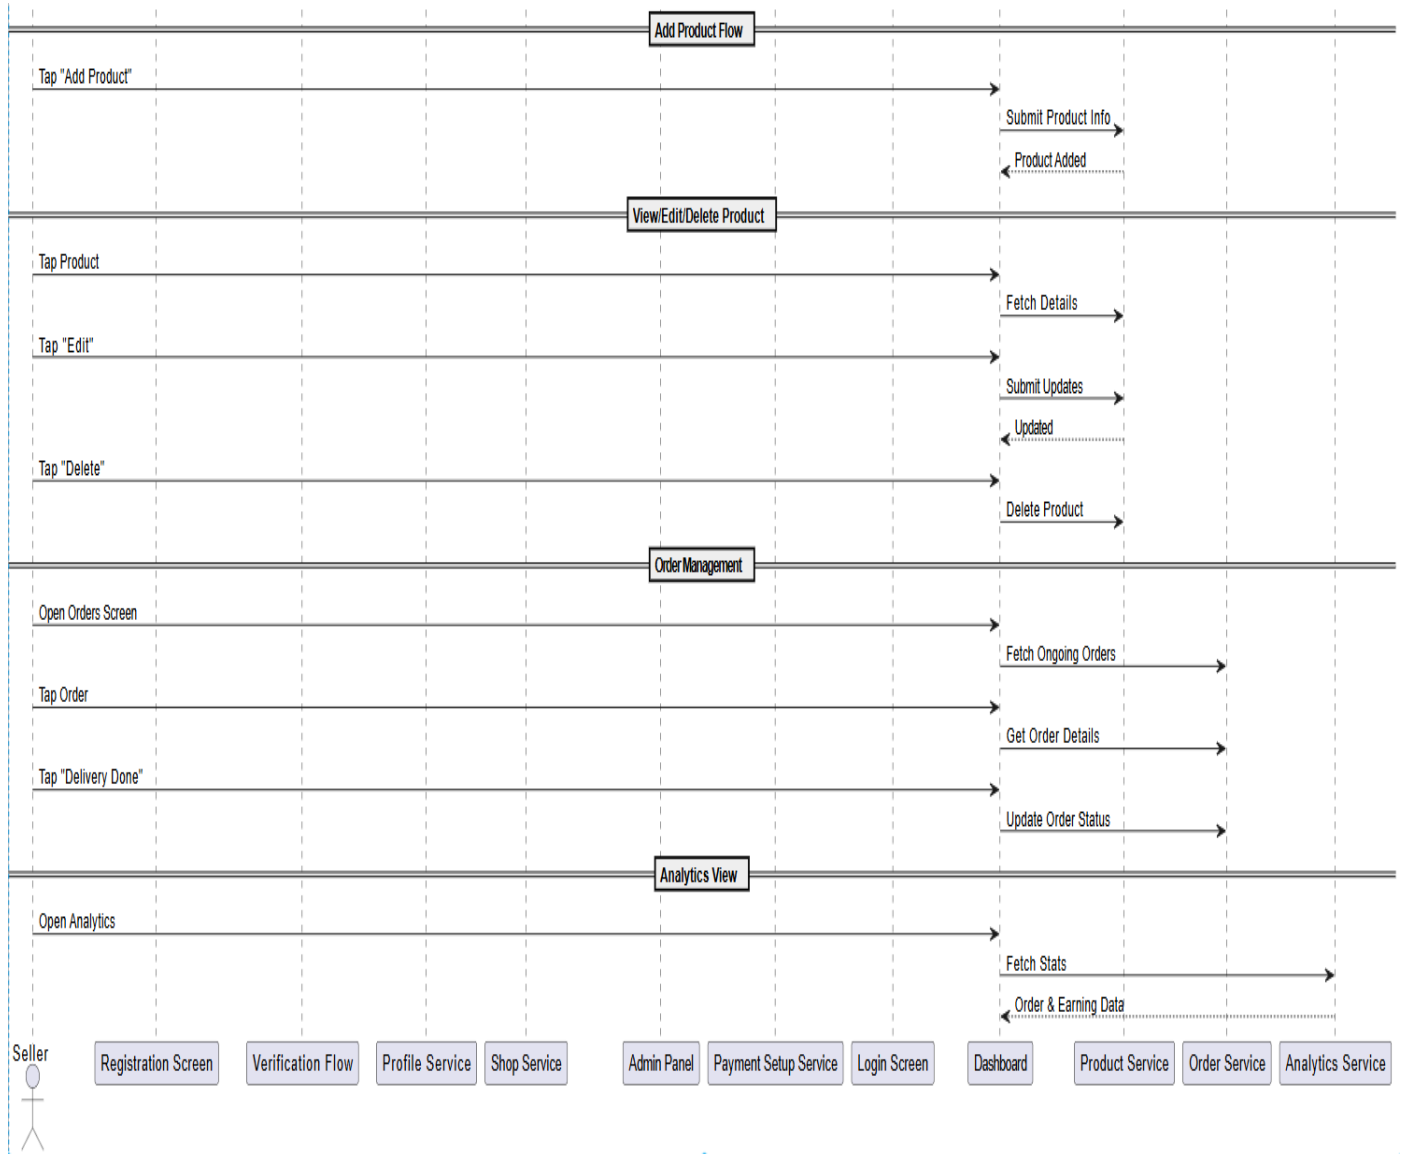 Add Product Flow
Tap "Add Product"
Submit Product Info
Product Added
View/Edit/Delete Product
Tap Product
Fetch Details
Tap "Edit"
Submit Updates
Updated
Tap "Delete"
Delete Product
Order Management
Open Orders Screen
Fetch Ongoing Orders
Tap Order
Get Order Details
Tap "Delivery Done"
Update Order Status
Analytics View
Open Analytics
Fetch Stats
Order & Earning Data
Seller
Registration Screen
Verification Flow
Profile Service
Shop Service
Admin Panel
Payment Setup Service
Login Screen
Dashboard
Product Service
Order Service
Analytics Service